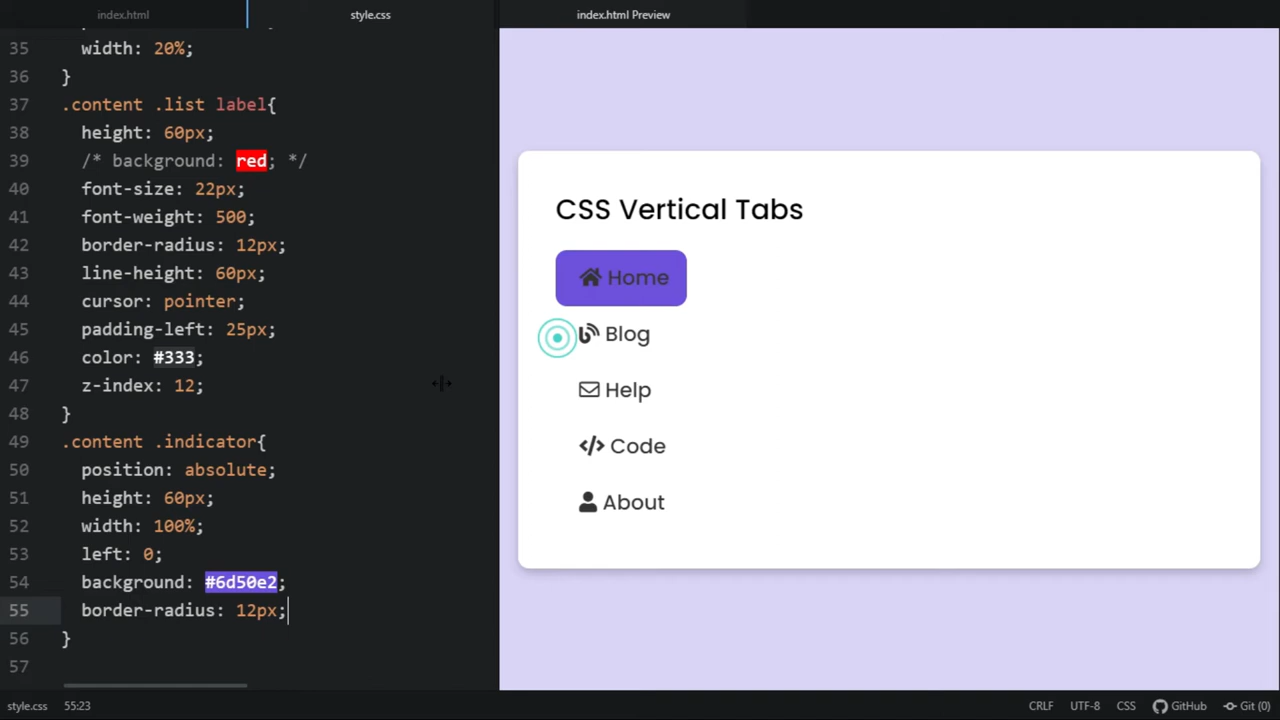 index.html
style.css
index.html Preview
35 width: 20%;
36 }
37 .content .list label{
38 height: 60px;
39 /* background: red; */
40 font-size: 22px;
41 font-weight: 500;
42 border-radius: 12px;
43 line-height: 60px;
44 cursor: pointer;
45 padding-left: 25px;
46 color: #333;
47 z-index: 12;
48 }
49 .content .indicator{
50 position: absolute;
51 height: 60px;
52 width: 100%;
53 left: 0;
54 background: #6d50e2;
55 border-radius: 12px;
56 }
57
CSS Vertical Tabs
Home
Blog
Help
Code
About
style.css 55:23
CRLF UTF-8 CSS GitHub Git (0)